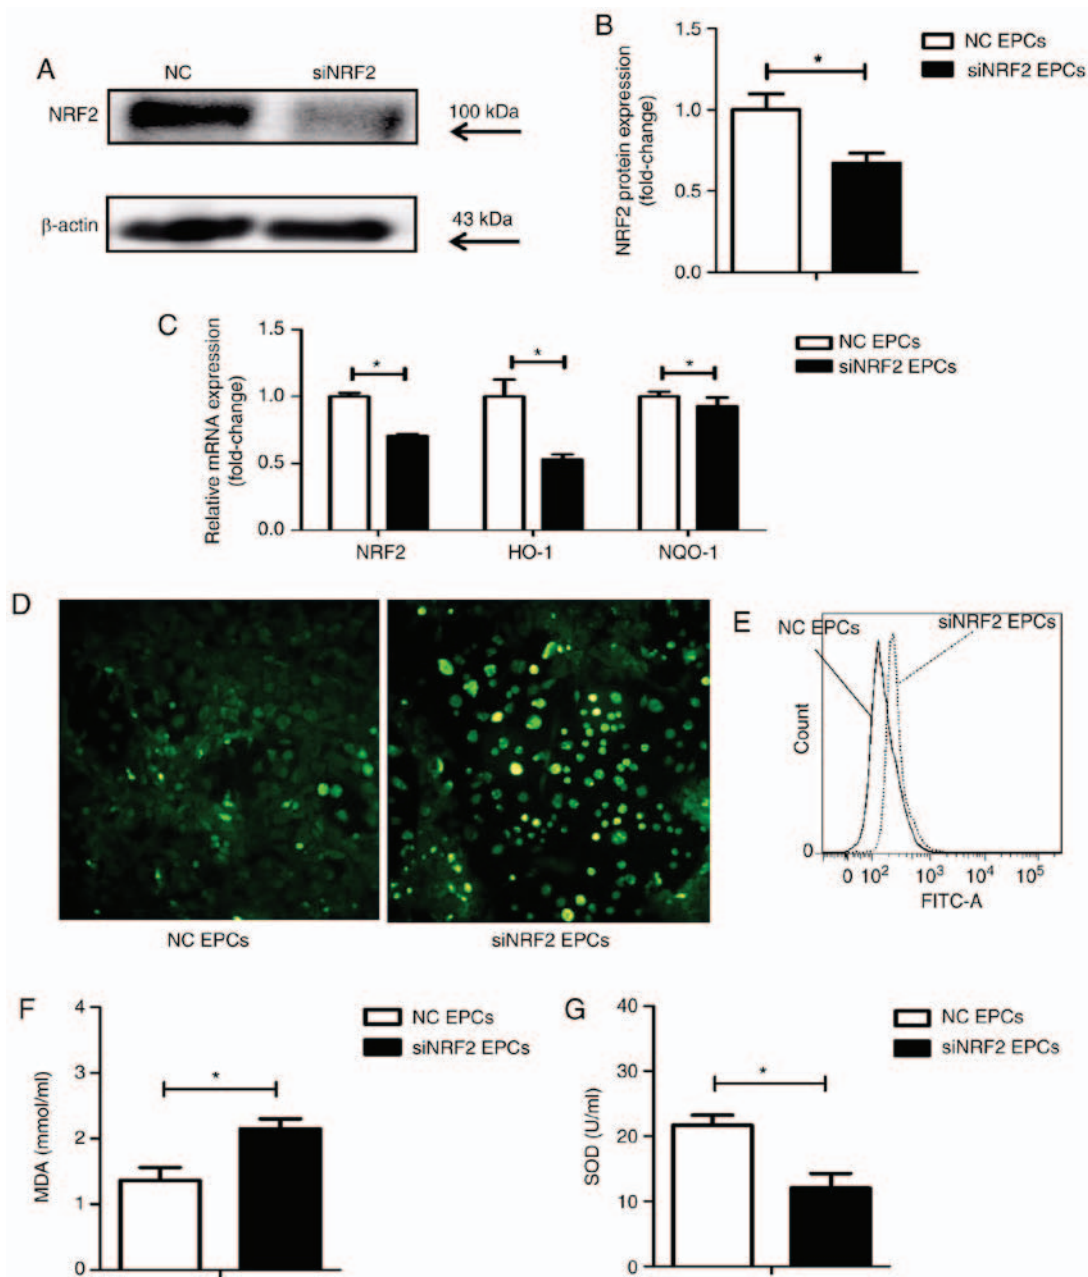 A
NC
siNRF2
NRF2
100 kDa
β-actin
43 kDa
B
NRF2 protein expression
(fold-change)
1.5
1.0
0.5
0.0
*
NC EPCs
siNRF2 EPCs
C
Relative mRNA expression
(fold-change)
1.5
1.0
0.5
0.0
*
*
*
NRF2
HO-1
NQO-1
NC EPCs
siNRF2 EPCs
D
NC EPCs
siNRF2 EPCs
E
NC EPCs
siNRF2 EPCs
Count
0
0 10² 10³ 10⁴ 10⁵
FITC-A
F
MDA (mmol/ml)
4
3
2
1
0
*
NC EPCs
siNRF2 EPCs
G
SOD (U/ml)
40
30
20
10
0
*
NC EPCs
siNRF2 EPCs